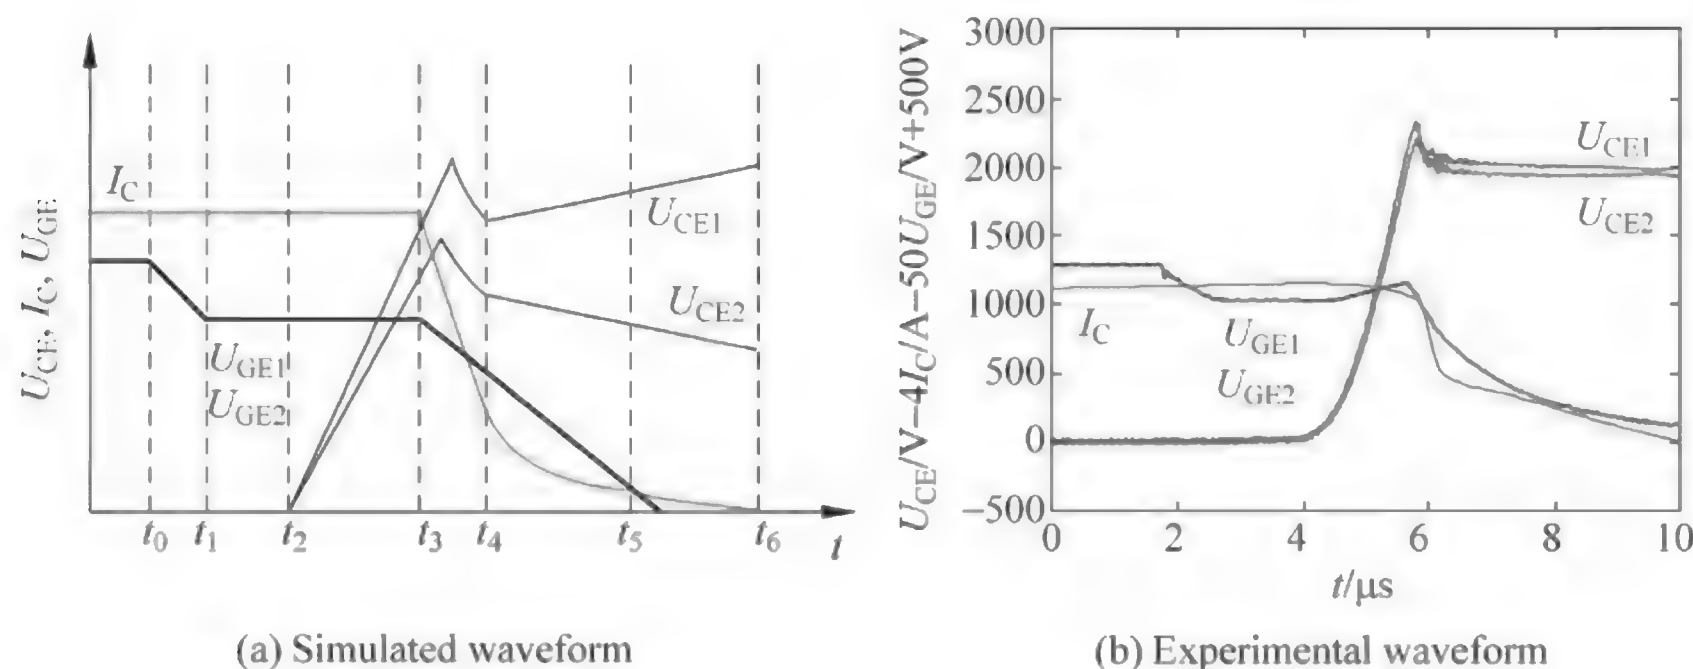 U_CE, I_C, U_GE
I_C
U_CE1
U_CE2
U_GE1
U_GE2
t_0 t_1 t_2 t_3 t_4 t_5 t_6 t
(a) Simulated waveform
U_CE/V−4I_C/A−50U_GE/V+500V
3000
2500
2000
1500
1000
500
0
−500
U_CE1
U_CE2
I_C
U_GE1
U_GE2
0 2 4 6 8 10
t/μs
(b) Experimental waveform